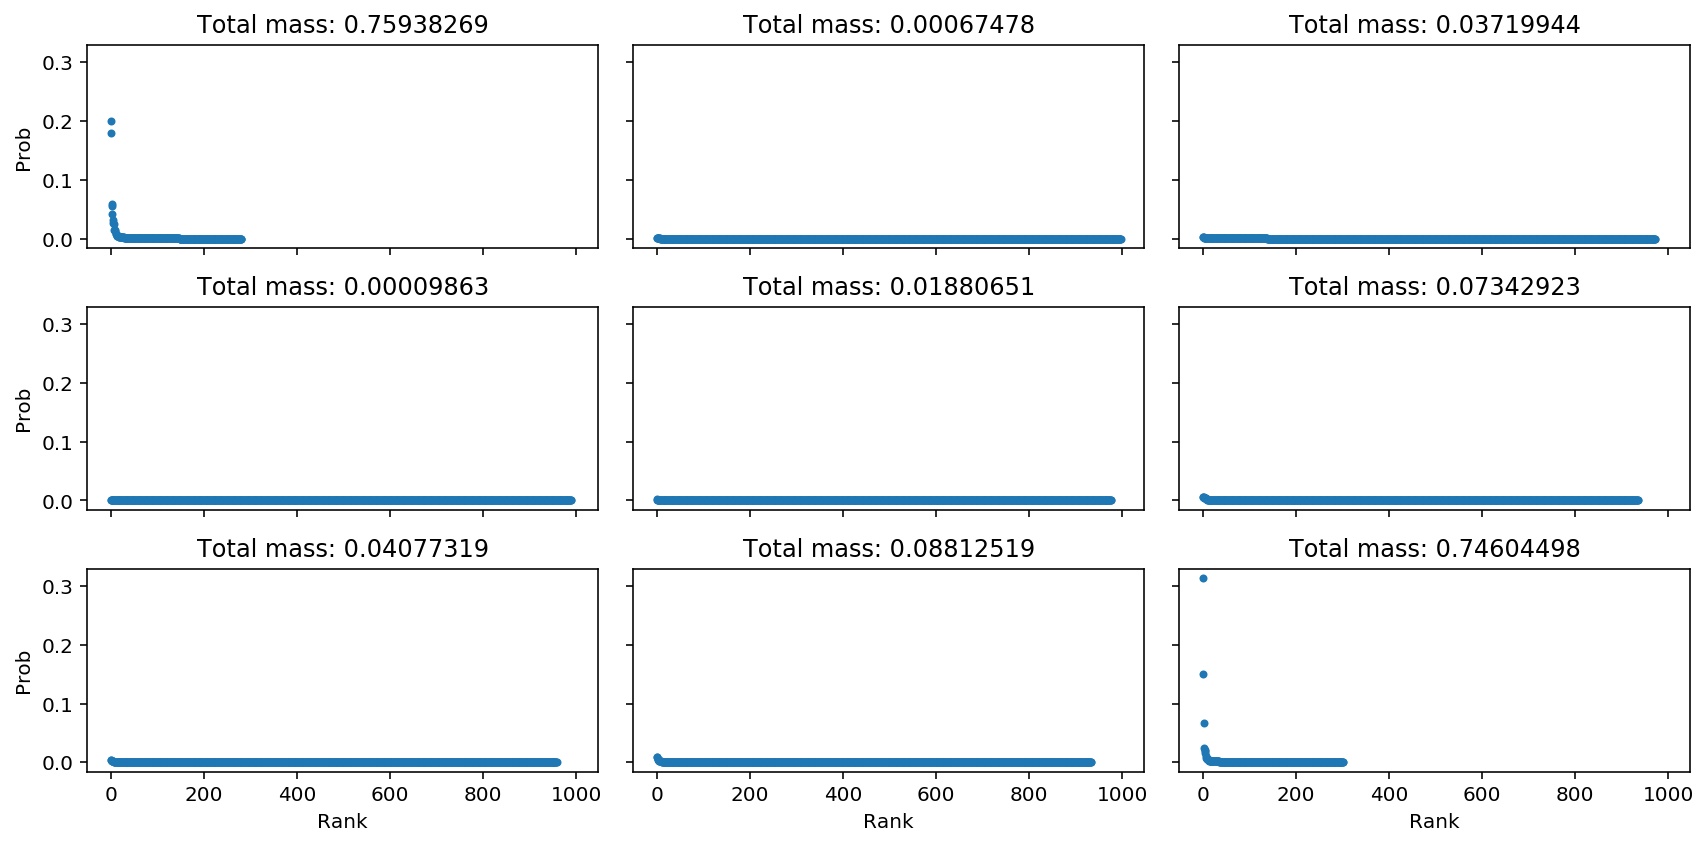 Total mass: 0.75938269
Total mass: 0.00067478
Total mass: 0.03719944
0.3
0.2
0.1
0.0
Prob
Total mass: 0.00009863
Total mass: 0.01880651
Total mass: 0.07342923
0.3
0.2
0.1
0.0
Prob
Total mass: 0.04077319
Total mass: 0.08812519
Total mass: 0.74604498
0.3
0.2
0.1
0.0
Prob
0 200 400 600 800 1000
0 200 400 600 800 1000
0 200 400 600 800 1000
Rank
Rank
Rank